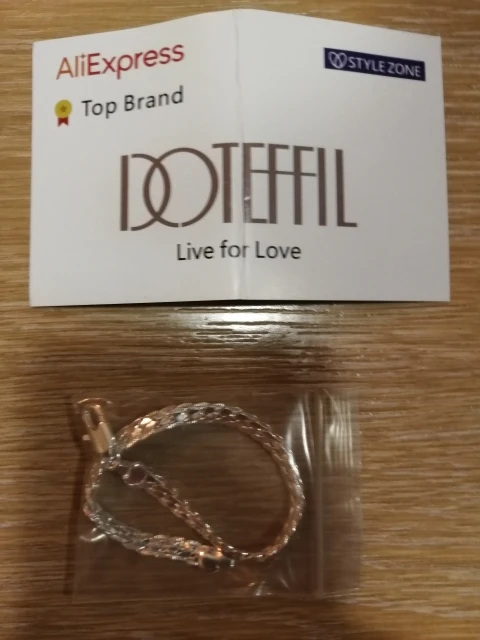 AliExpress
STYLE ZONE
Top Brand
DOTEFFIL
Live for Love